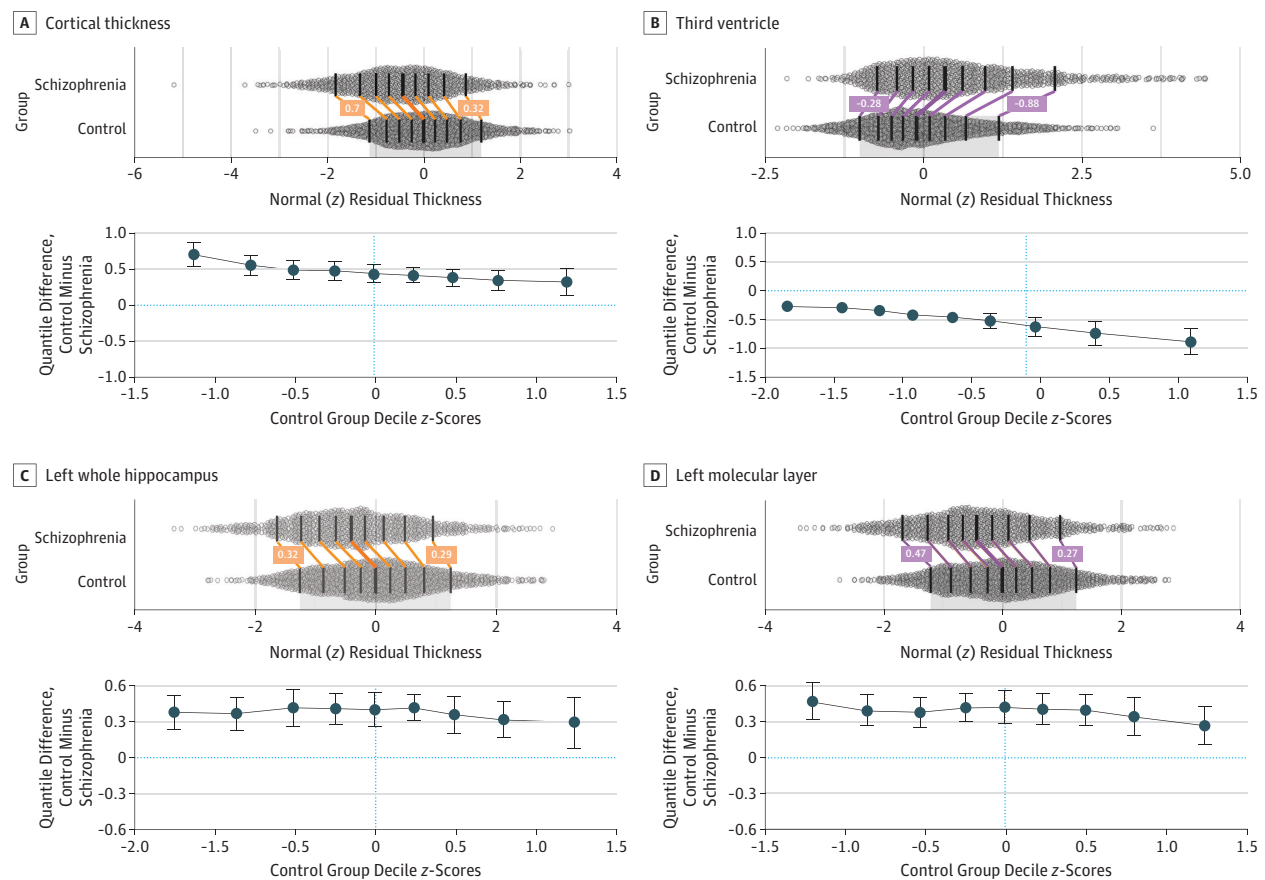 A Cortical thickness
Group
Schizophrenia
Control
0.7
0.32
-6 -4 -2 0 2 4
Normal (z) Residual Thickness
Quantile Difference,
Control Minus
Schizophrenia
1.0
0.5
0
-0.5
-1.0
-1.5 -1.0 -0.5 0 0.5 1.0 1.5
Control Group Decile z-Scores
B Third ventricle
Group
Schizophrenia
Control
-0.28
-0.88
-2.5 0 2.5 5.0
Normal (z) Residual Thickness
Quantile Difference,
Control Minus
Schizophrenia
1.0
0.5
0
-0.5
-1.0
-1.5
-2.0 -1.5 -1.0 -0.5 0 0.5 1.0 1.5
Control Group Decile z-Scores
C Left whole hippocampus
Group
Schizophrenia
Control
0.32
0.29
-4 -2 0 2 4
Normal (z) Residual Thickness
Quantile Difference,
Control Minus
Schizophrenia
0.6
0.3
0
-0.3
-0.6
-2.0 -1.5 -1.0 -0.5 0 0.5 1.0 1.5
Control Group Decile z-Scores
D Left molecular layer
Group
Schizophrenia
Control
0.47
0.27
-4 -2 0 2 4
Normal (z) Residual Thickness
Quantile Difference,
Control Minus
Schizophrenia
0.6
0.3
0
-0.3
-0.6
-1.5 -1.0 -0.5 0 0.5 1.0 1.5
Control Group Decile z-Scores